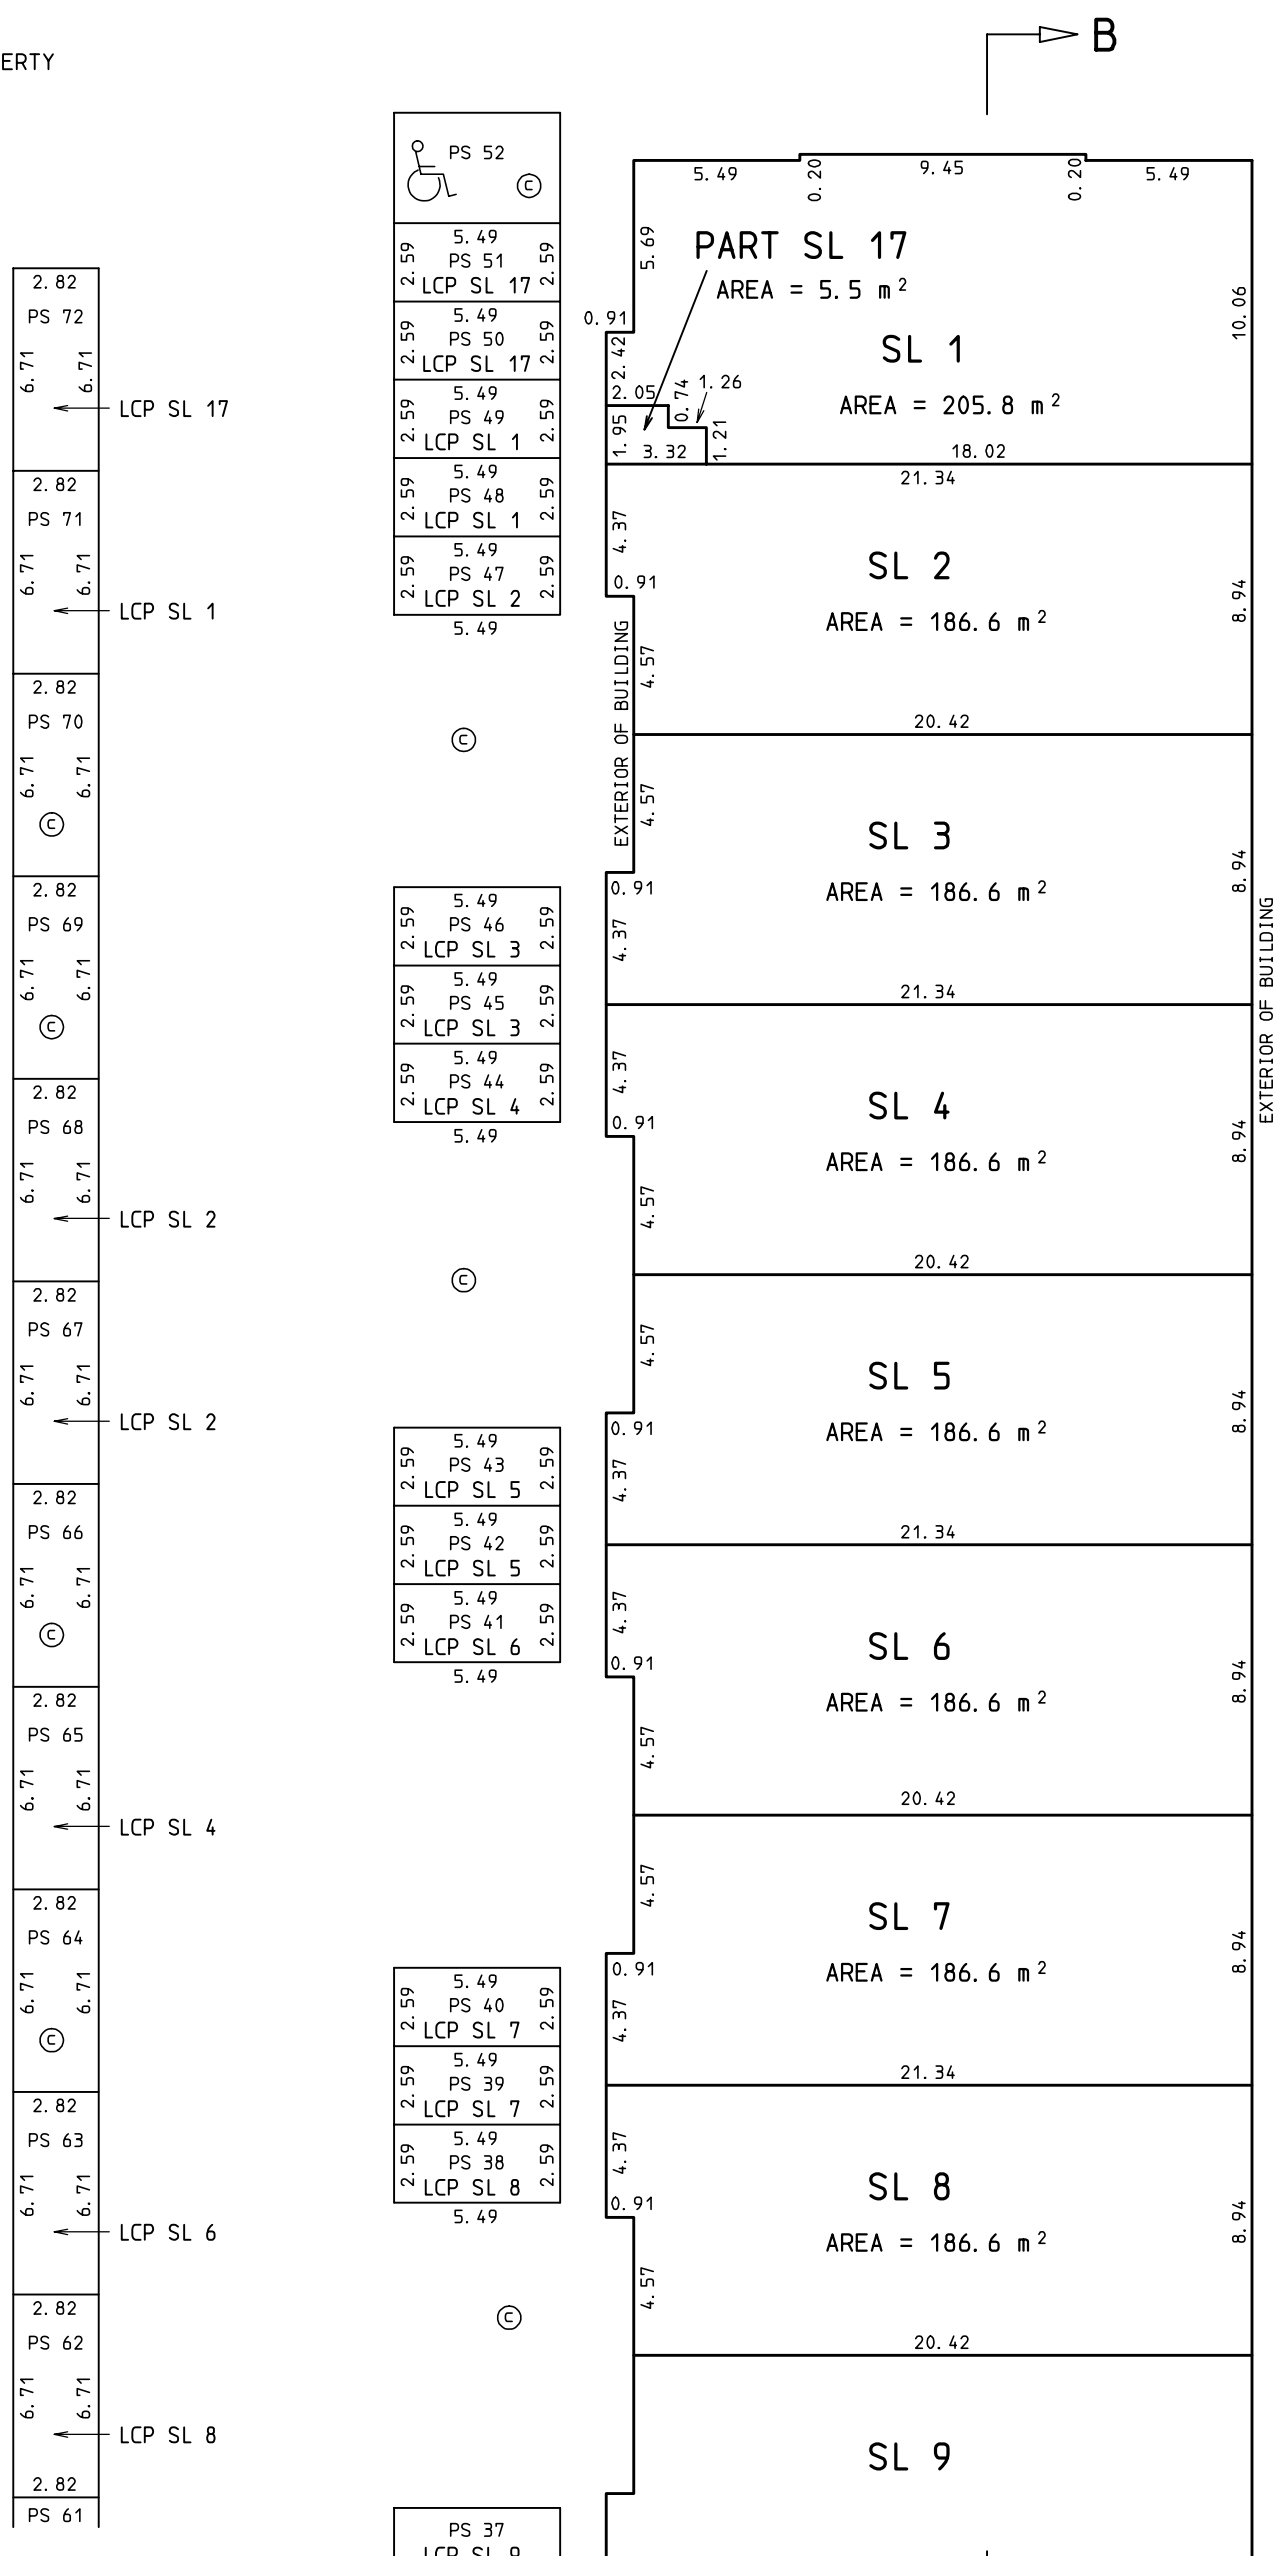 ERTY
B
PS 52
C
5.49
2.59
PS 51
2.59
LCP SL 17
5.49
2.59
PS 50
2.59
LCP SL 17
5.49
2.59
PS 49
2.59
LCP SL 1
5.49
2.59
PS 48
2.59
LCP SL 1
5.49
2.59
PS 47
2.59
LCP SL 2
5.49
C
5.49
2.59
PS 46
2.59
LCP SL 3
5.49
2.59
PS 45
2.59
LCP SL 3
5.49
2.59
PS 44
2.59
LCP SL 4
5.49
C
5.49
2.59
PS 43
2.59
LCP SL 5
5.49
2.59
PS 42
2.59
LCP SL 5
5.49
2.59
PS 41
2.59
LCP SL 6
5.49
5.49
2.59
PS 40
2.59
LCP SL 7
5.49
2.59
PS 39
2.59
LCP SL 7
5.49
2.59
PS 38
2.59
LCP SL 8
5.49
C
PS 37
LCP SL 9
2.82
PS 72
6.71
6.71
LCP SL 17
2.82
PS 71
6.71
6.71
LCP SL 1
2.82
PS 70
6.71
6.71
C
2.82
PS 69
6.71
6.71
C
2.82
PS 68
6.71
6.71
LCP SL 2
2.82
PS 67
6.71
6.71
LCP SL 2
2.82
PS 66
6.71
6.71
C
2.82
PS 65
6.71
6.71
LCP SL 4
2.82
PS 64
6.71
6.71
C
2.82
PS 63
6.71
6.71
LCP SL 6
2.82
PS 62
6.71
6.71
LCP SL 8
2.82
PS 61
5.49
0.20
9.45
0.20
5.49
5.69
PART SL 17
AREA = 5.5 m²
10.06
0.91
2.42
SL 1
2.05
0.74
1.26
AREA = 205.8 m²
1.95
3.32
1.21
18.02
21.34
4.37
SL 2
0.91
8.94
AREA = 186.6 m²
EXTERIOR OF BUILDING
4.57
20.42
4.57
SL 3
0.91
8.94
AREA = 186.6 m²
4.37
EXTERIOR OF BUILDING
21.34
4.37
SL 4
0.91
8.94
AREA = 186.6 m²
4.57
20.42
4.57
SL 5
0.91
8.94
AREA = 186.6 m²
4.37
21.34
4.37
SL 6
0.91
8.94
AREA = 186.6 m²
4.57
20.42
4.57
SL 7
0.91
8.94
AREA = 186.6 m²
4.37
21.34
4.37
SL 8
0.91
8.94
AREA = 186.6 m²
4.57
20.42
SL 9